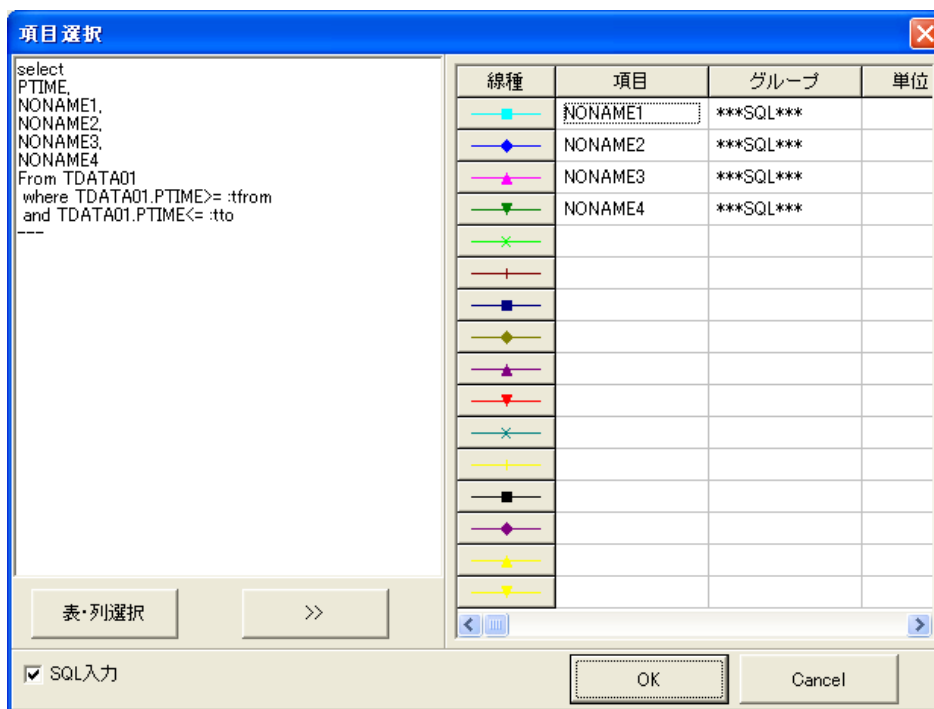 項目選択
select
PTIME,
NONAME1,
NONAME2,
NONAME3,
NONAME4
From TDATA01
where TDATA01.PTIME>= :tfrom
and TDATA01.PTIME<= :tto
---
線種 項目 グループ 単位
NONAME1 ***SQL***
NONAME2 ***SQL***
NONAME3 ***SQL***
NONAME4 ***SQL***
表・列選択 >>
SQL入力 OK Cancel